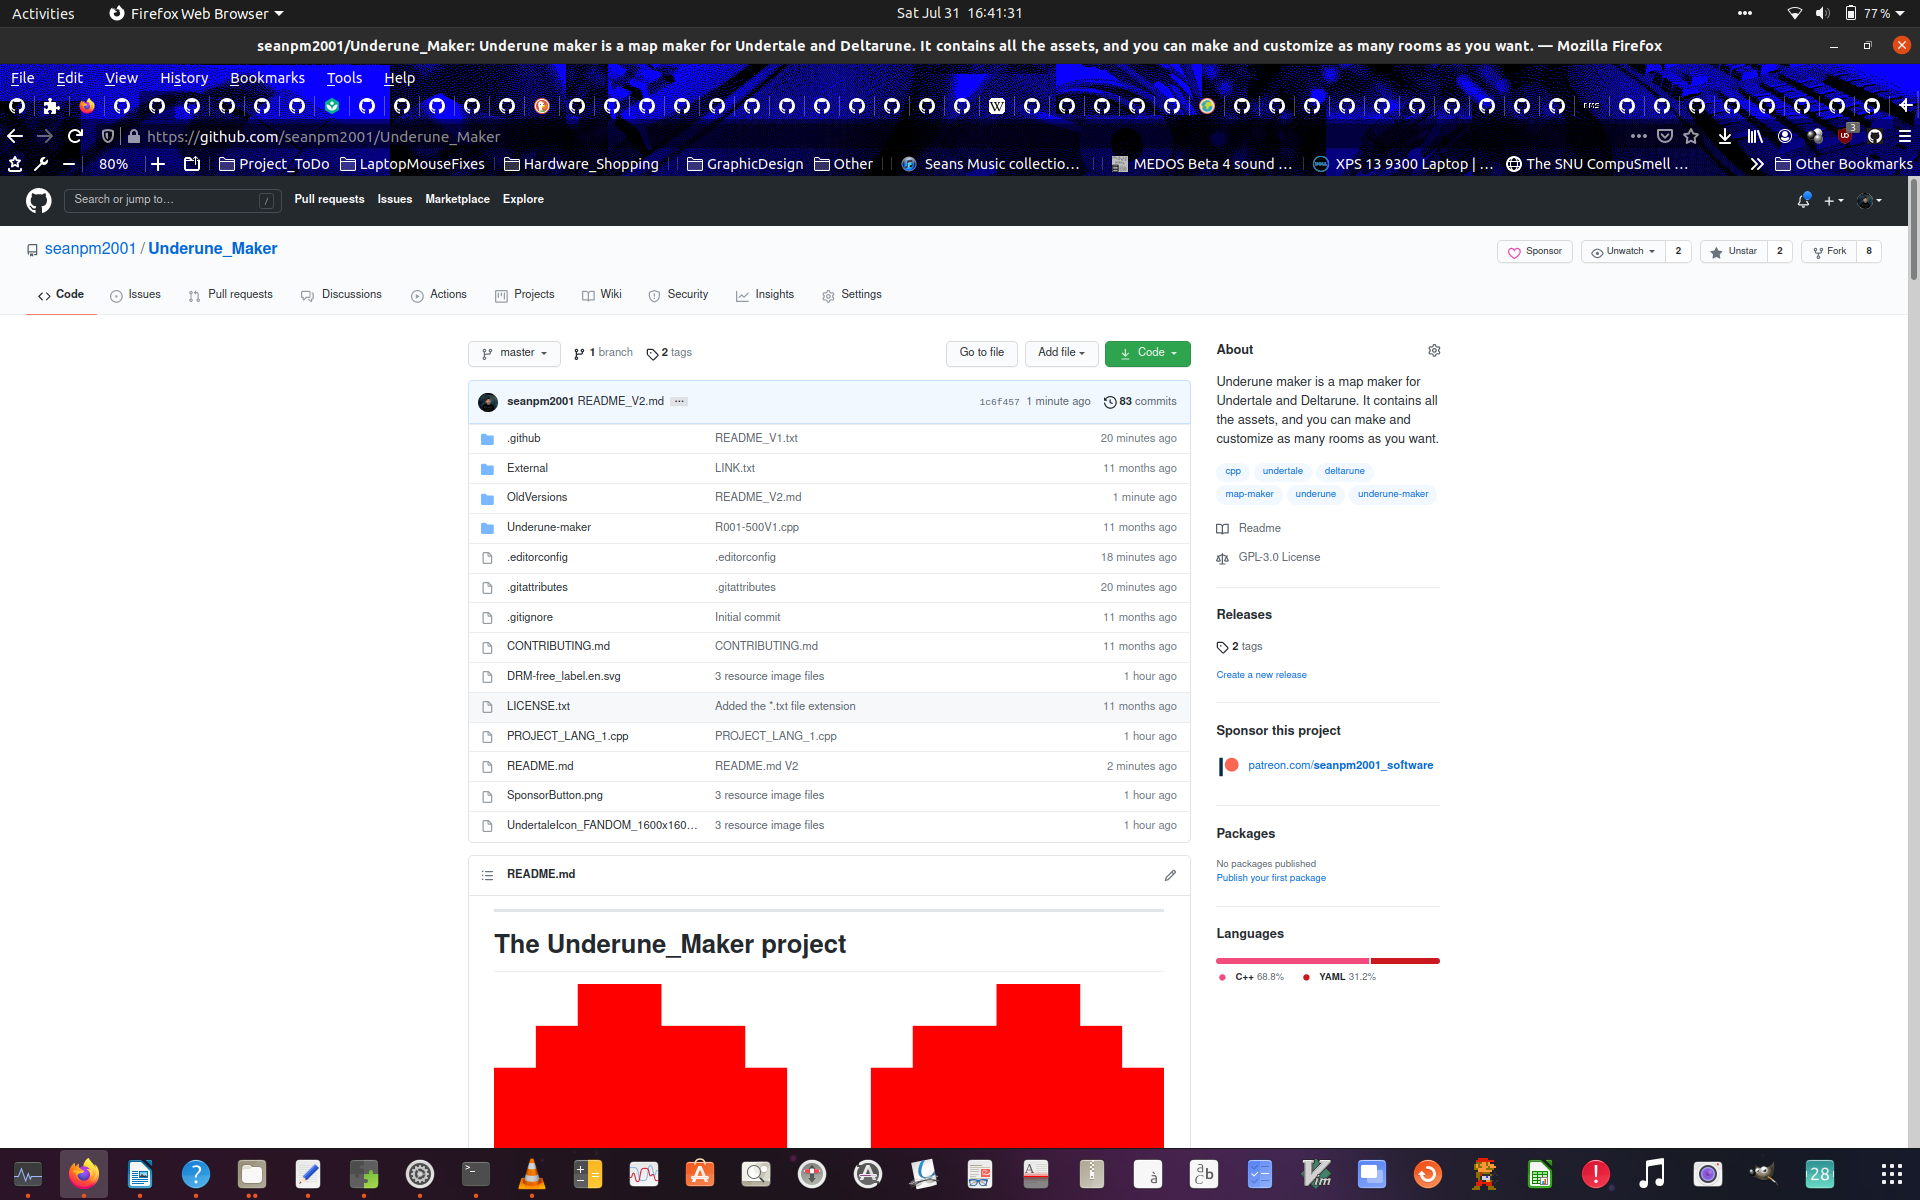 Activities
Firefox Web Browser
Sat Jul 31 16:41:31
77 %
seanpm2001/Underune_Maker: Underune maker is a map maker for Undertale and Deltarune. It contains all the assets, and you can make and customize as many rooms as you want. — Mozilla Firefox
File Edit View History Bookmarks Tools Help
https://github.com/seanpm2001/Underune_Maker
3
80%
Project_ToDo
LaptopMouseFixes
Hardware_Shopping
GraphicDesign
Other
Seans Music collectio…
MEDOS Beta 4 sound …
XPS 13 9300 Laptop | …
The SNU CompuSmell …
Other Bookmarks
Search or jump to… /
Pull requests Issues Marketplace Explore
seanpm2001 / Underune_Maker
Sponsor
Unwatch 2
Unstar 2
Fork 8
Code
Issues
Pull requests
Discussions
Actions
Projects
Wiki
Security
Insights
Settings
master
1 branch
2 tags
Go to file
Add file
Code
seanpm2001 README_V2.md … 1c6f457 1 minute ago 83 commits
.github README_V1.txt 20 minutes ago
External LINK.txt 11 months ago
OldVersions README_V2.md 1 minute ago
Underune-maker R001-500V1.cpp 11 months ago
.editorconfig .editorconfig 18 minutes ago
.gitattributes .gitattributes 20 minutes ago
.gitignore Initial commit 11 months ago
CONTRIBUTING.md CONTRIBUTING.md 11 months ago
DRM-free_label.en.svg 3 resource image files 1 hour ago
LICENSE.txt Added the *.txt file extension 11 months ago
PROJECT_LANG_1.cpp PROJECT_LANG_1.cpp 1 hour ago
README.md README.md V2 2 minutes ago
SponsorButton.png 3 resource image files 1 hour ago
UndertaleIcon_FANDOM_1600x160… 3 resource image files 1 hour ago
README.md
The Underune_Maker project
About
Underune maker is a map maker for
Undertale and Deltarune. It contains all
the assets, and you can make and
customize as many rooms as you want.
cpp undertale deltarune
map-maker underune underune-maker
Readme
GPL-3.0 License
Releases
2 tags
Create a new release
Sponsor this project
patreon.com/seanpm2001_software
Packages
No packages published
Publish your first package
Languages
C++ 68.8% YAML 31.2%
28